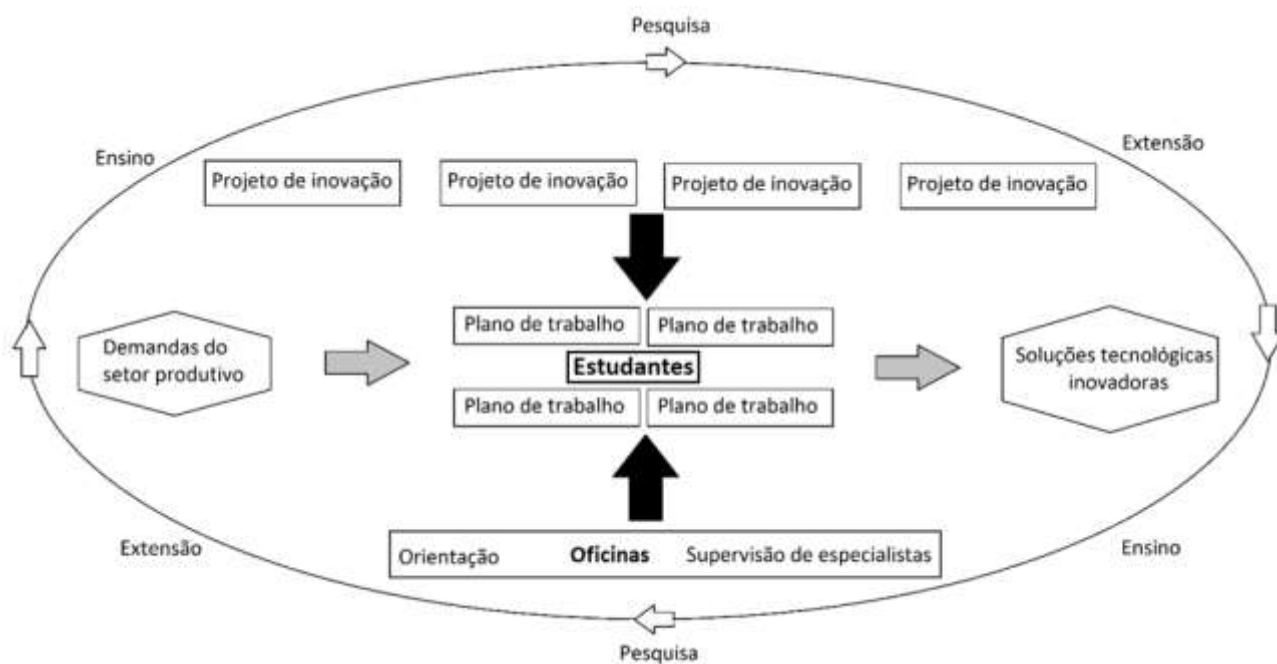 Pesquisa
Ensino
Extensão
Projeto de inovação
Projeto de inovação
Projeto de inovação
Projeto de inovação
Demandas do
setor produtivo
Plano de trabalho
Plano de trabalho
Estudantes
Plano de trabalho
Plano de trabalho
Soluções tecnológicas
inovadoras
Extensão
Orientação Oficinas Supervisão de especialistas
Ensino
Pesquisa